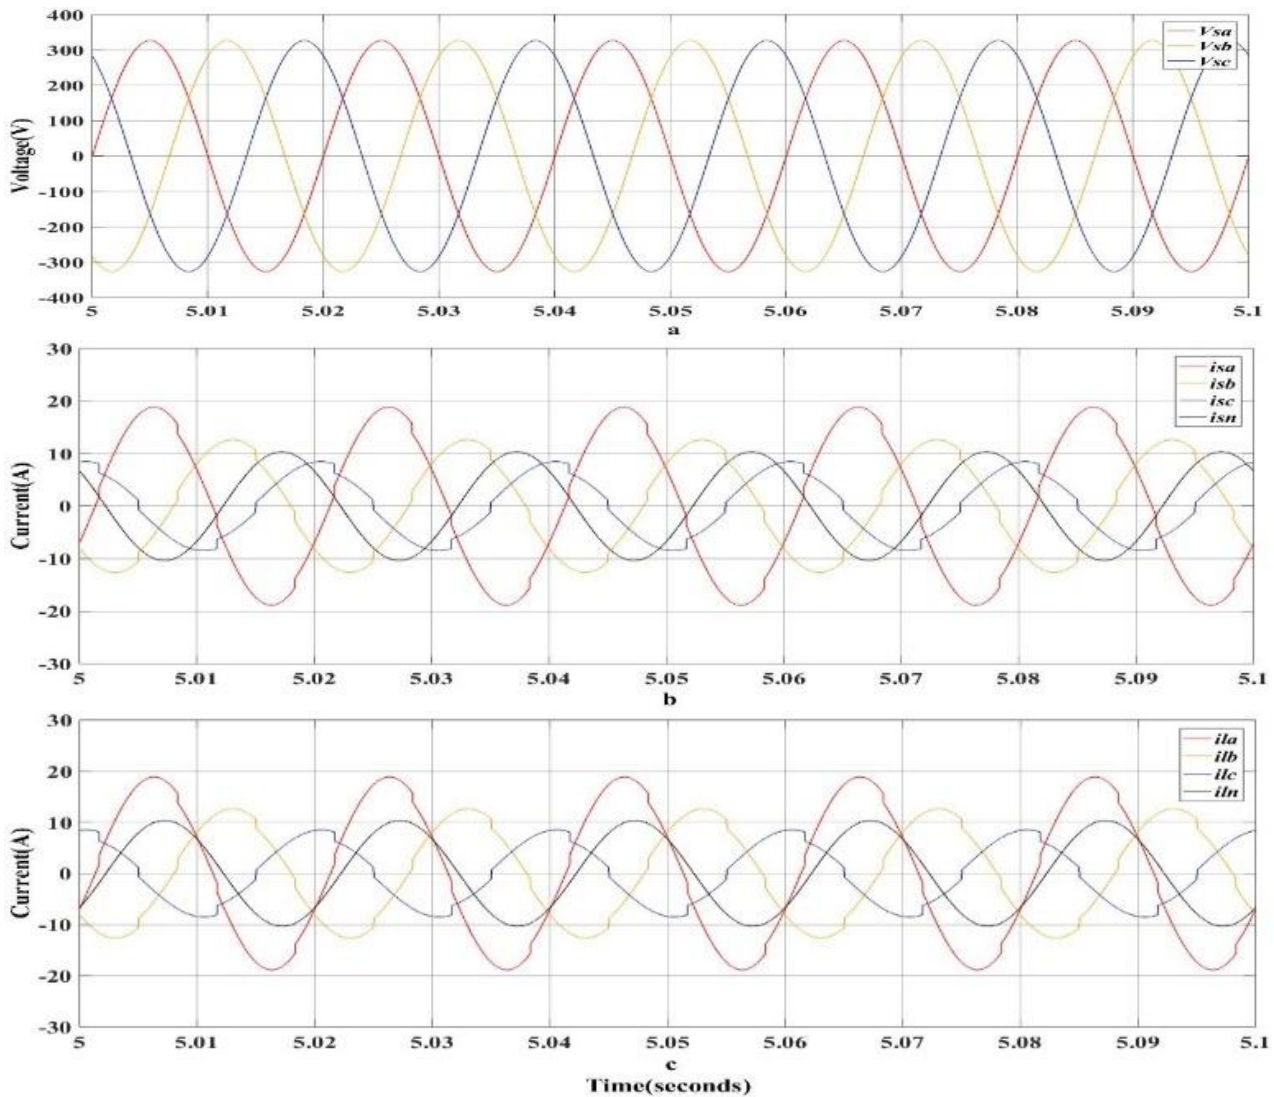 400
300
200
100
0
-100
-200
-300
-400
Voltage(V)
Vsa
Vsb
Vsc
5 5.01 5.02 5.03 5.04 5.05 5.06 5.07 5.08 5.09 5.1
a
30
20
10
0
-10
-20
-30
Current(A)
isa
isb
isc
isn
5 5.01 5.02 5.03 5.04 5.05 5.06 5.07 5.08 5.09 5.1
b
30
20
10
0
-10
-20
-30
Current(A)
ila
ilb
ilc
iln
5 5.01 5.02 5.03 5.04 5.05 5.06 5.07 5.08 5.09 5.1
c
Time(seconds)